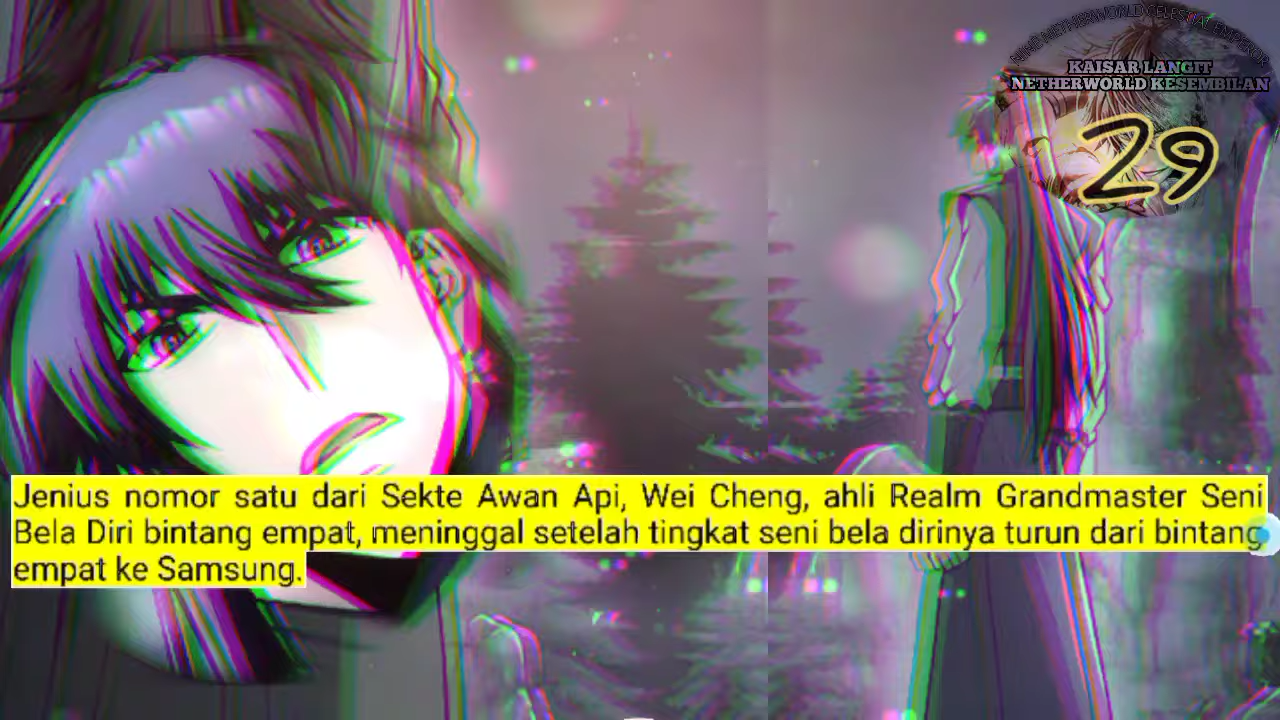 KAISAR LANGIT
NETHERWORLD KESEMBILAN
29
Jenius nomor satu dari Sekte Awan Api, Wei Cheng, ahli Realm Grandmaster Seni
Bela Diri bintang empat, meninggal setelah tingkat seni bela dirinya turun dari bintang
empat ke Samsung.